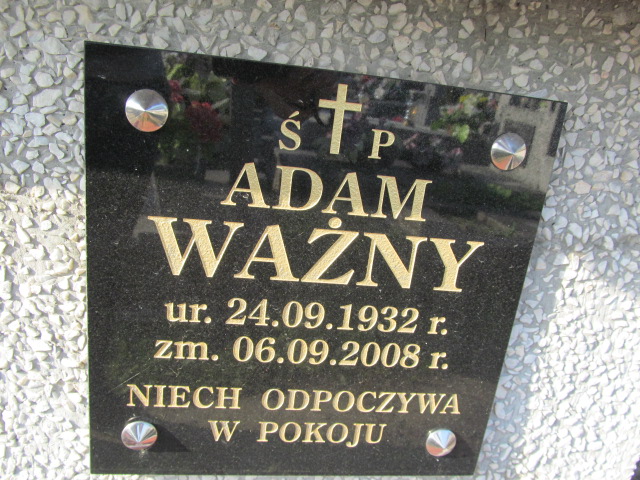 Ś P
ADAM
WAŻNY
ur. 24.09.1932 r.
zm. 06.09.2008 r.
NIECH ODPOCZYWA
W POKOJU